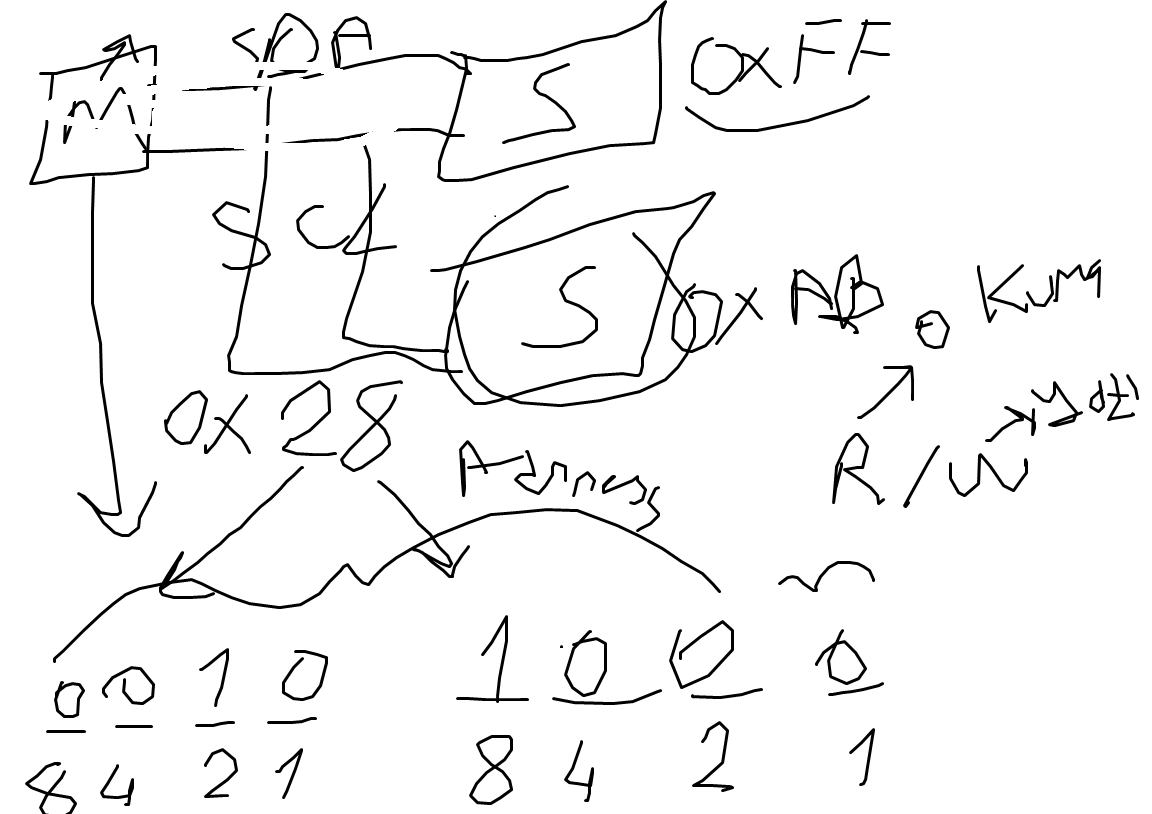 SDA
M S 0xFF
SCL S 0xAB
0 Kuma
0x28
Adrress
R/W
0 0 1 0 1 0 0 0
8 4 2 1 8 4 2 1